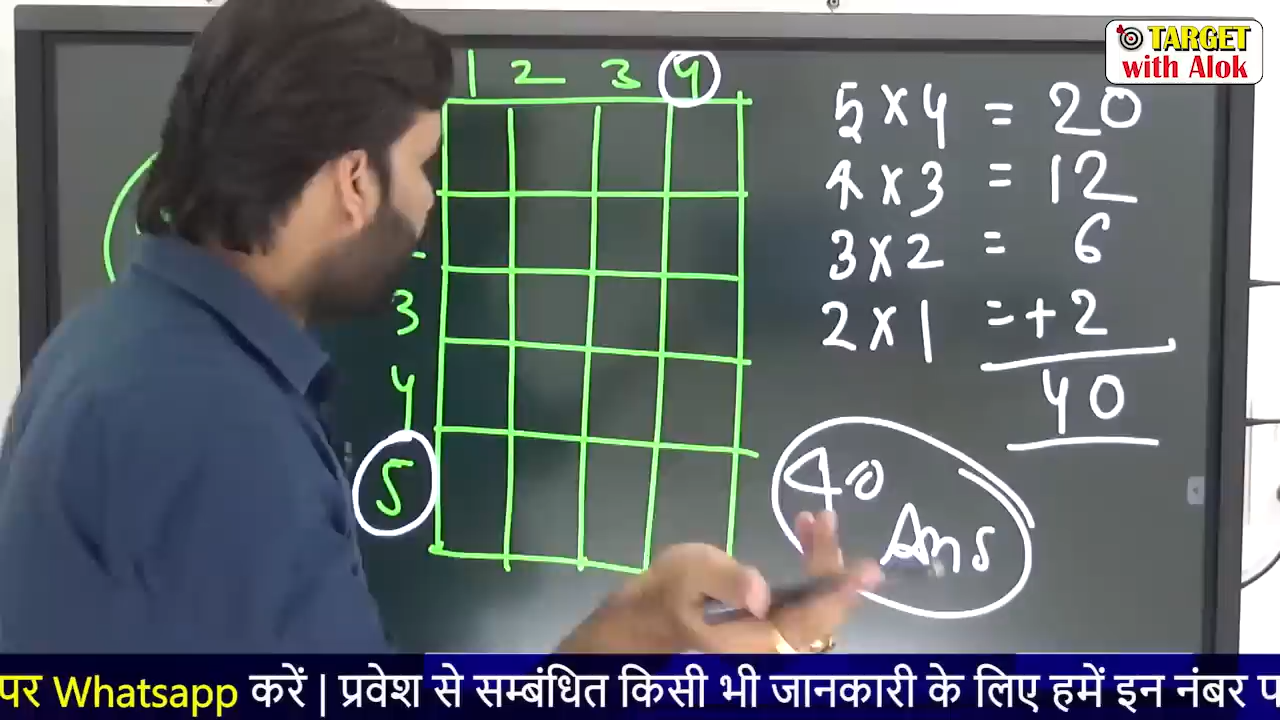 TARGET
with Alok
1 2 3 4
3
4
5
5 x 4 = 20
4 x 3 = 12
3 x 2 = 6
2 x 1 = + 2
40
40
Ans
पर Whatsapp करें | प्रवेश से सम्बंधित किसी भी जानकारी के लिए हमें इन नंबर प